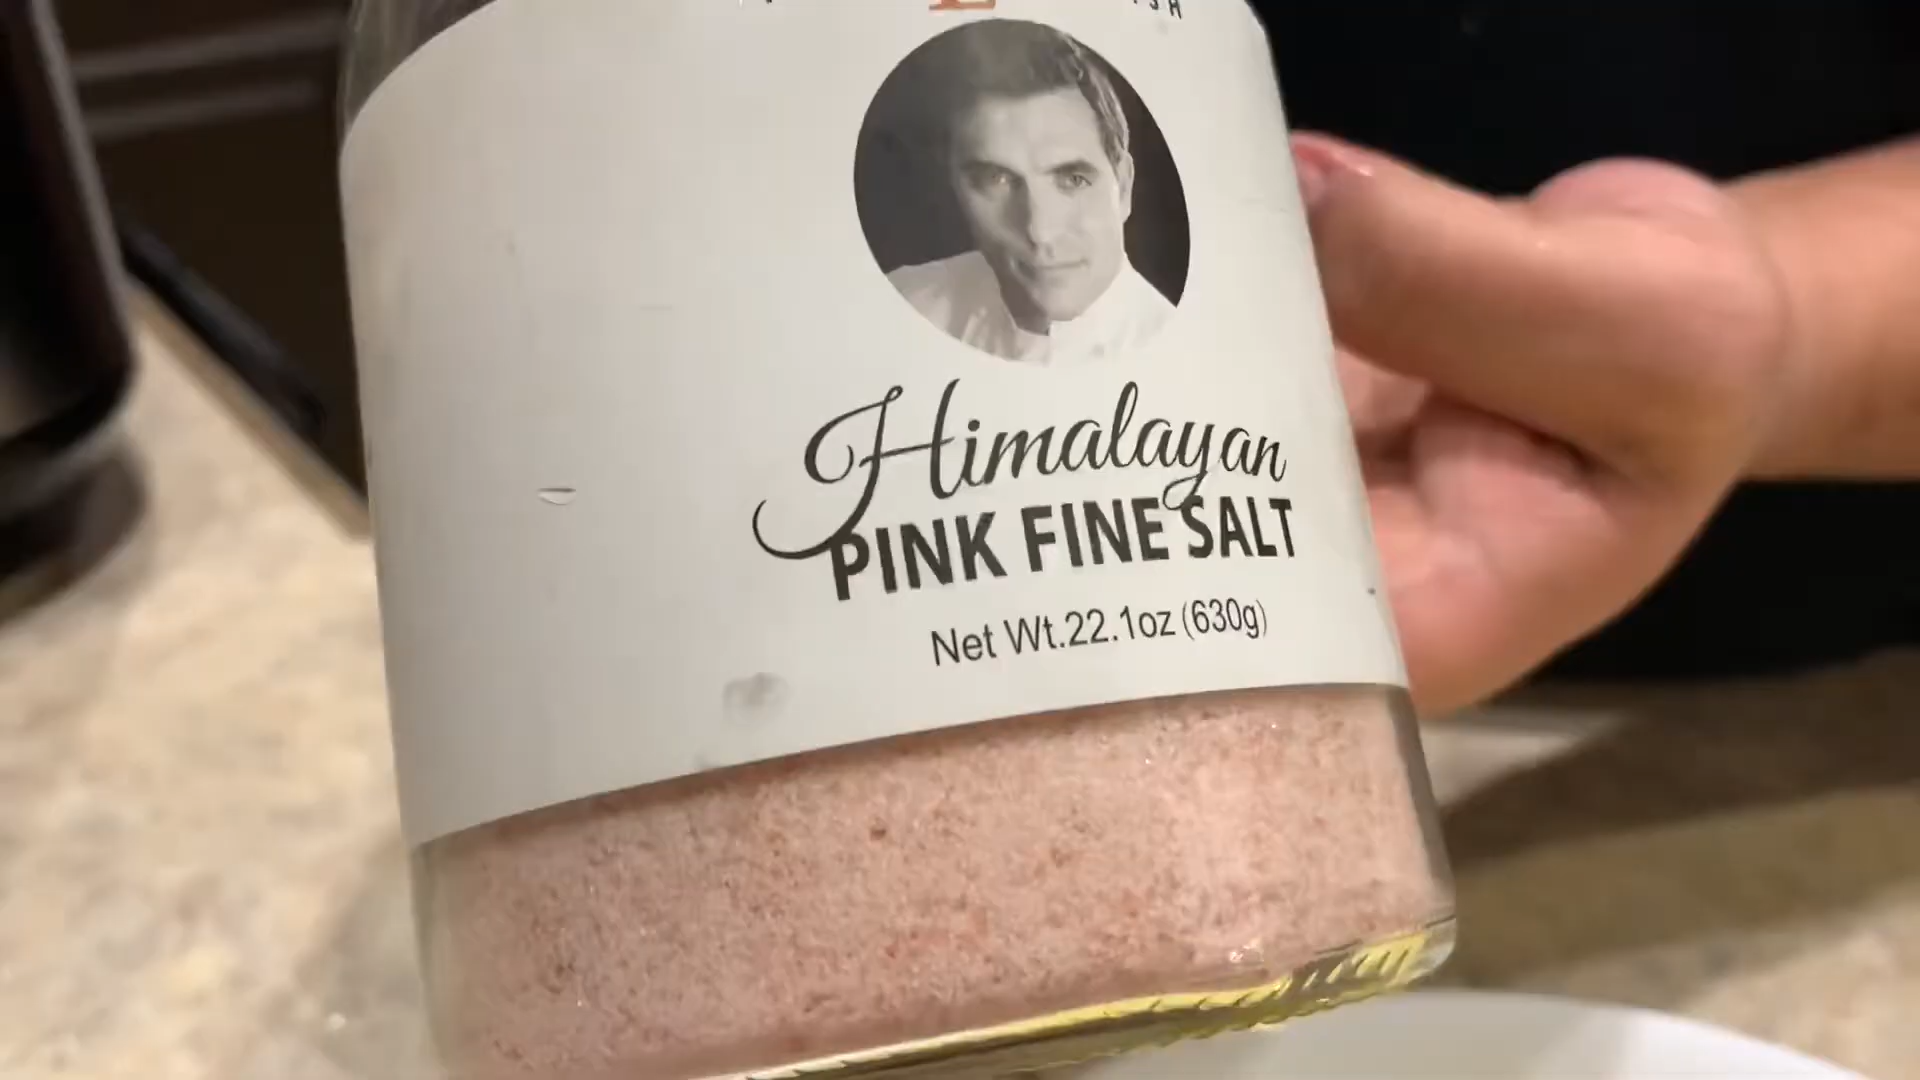 Himalayan
PINK FINE SALT
Net Wt.22.1oz (630g)